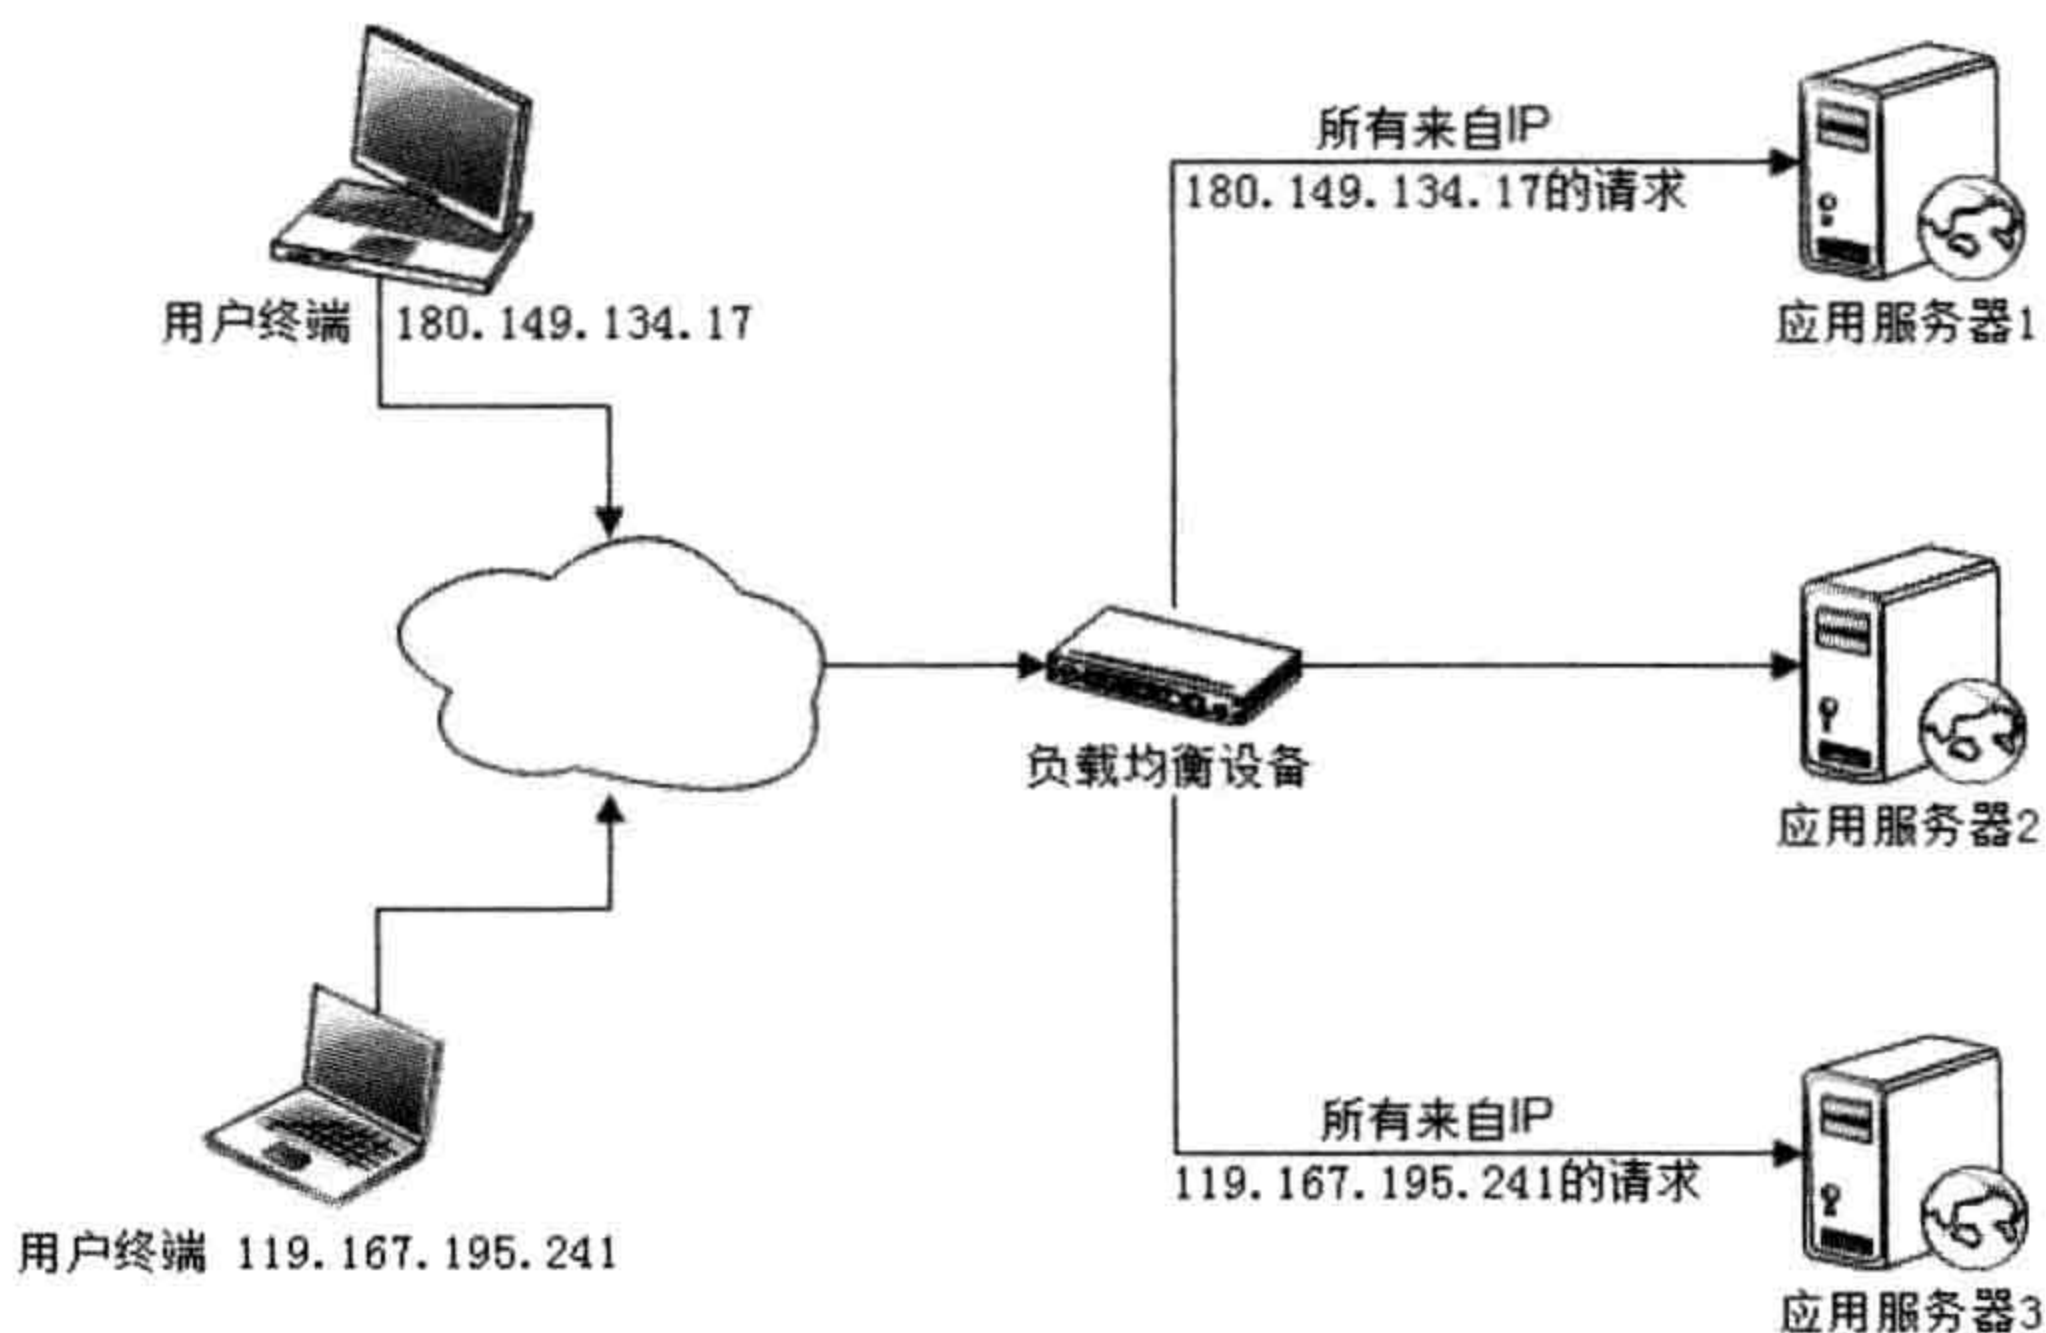 所有来自IP
180.149.134.17的请求
用户终端 180.149.134.17
应用服务器1
负载均衡设备
应用服务器2
所有来自IP
119.167.195.241的请求
用户终端 119.167.195.241
应用服务器3